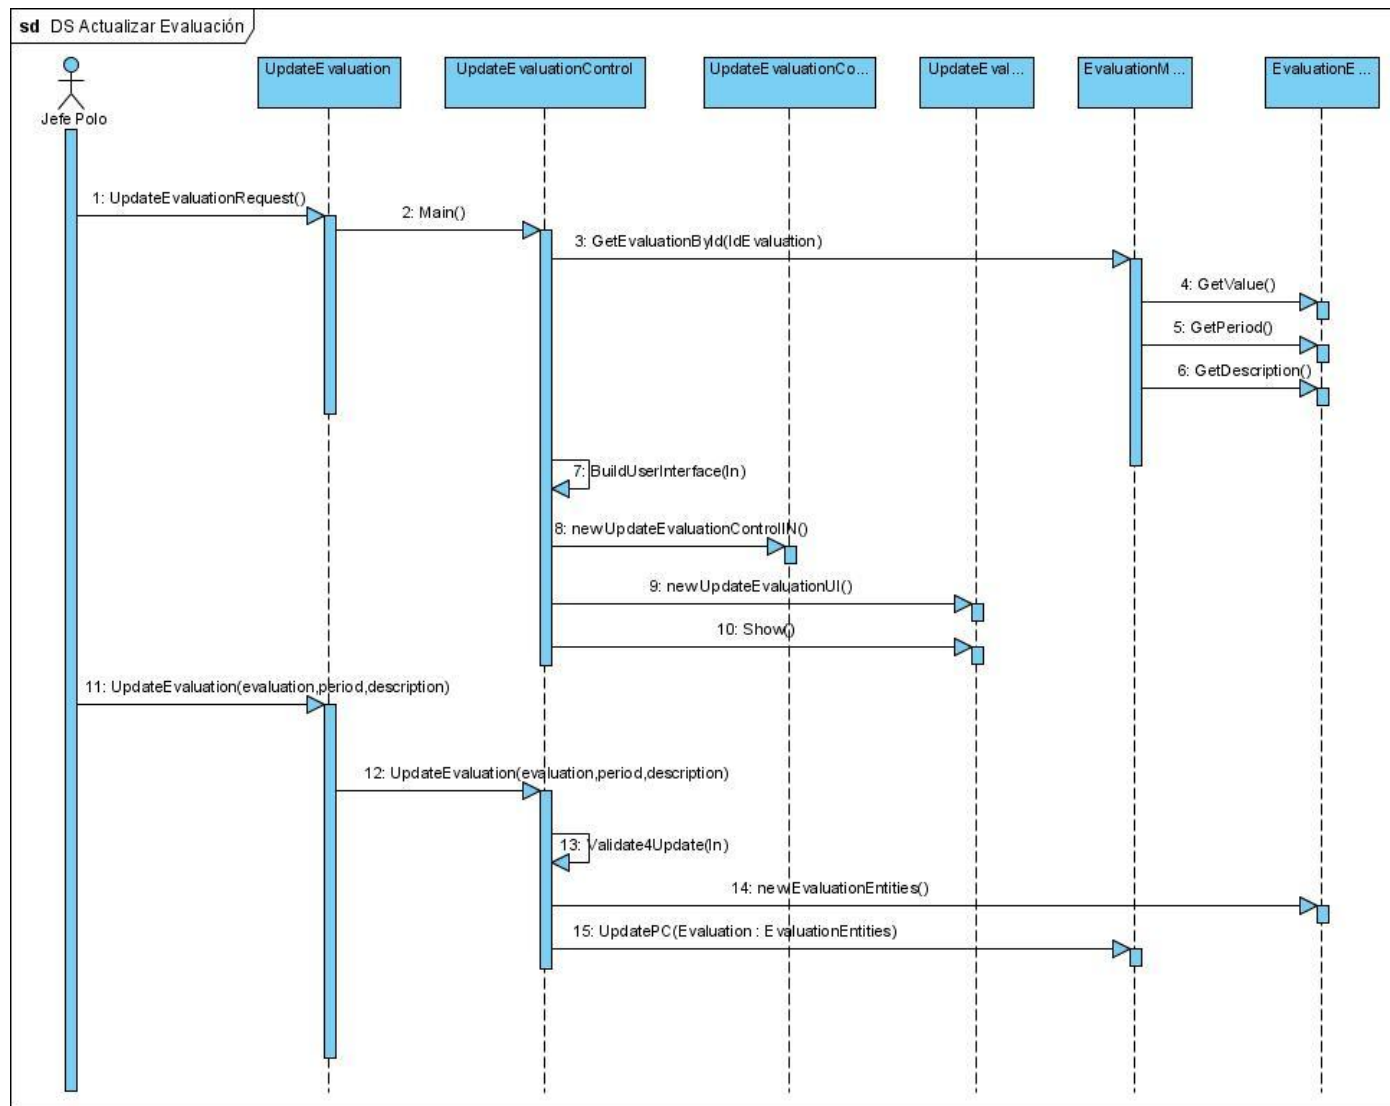 sd DS Actualizar Evaluación
UpdateEvaluation
UpdateEvaluationControl
UpdateEvaluationCo...
UpdateEval...
EvaluationM...
EvaluationE...
Jefe Polo
1: UpdateEvaluationRequest()
2: Main()
3: GetEvaluationById(IdEvaluation)
4: GetValue()
5: GetPeriod()
6: GetDescription()
7: BuildUserInterface(In)
8: newUpdateEvaluationControlIN()
9: newUpdateEvaluationUI()
10: Show()
11: UpdateEvaluation(evaluation,period,description)
12: UpdateEvaluation(evaluation,period,description)
13: Validate4Update(In)
14: newEvaluationEntities()
15: UpdatePC(Evaluation : EvaluationEntities)